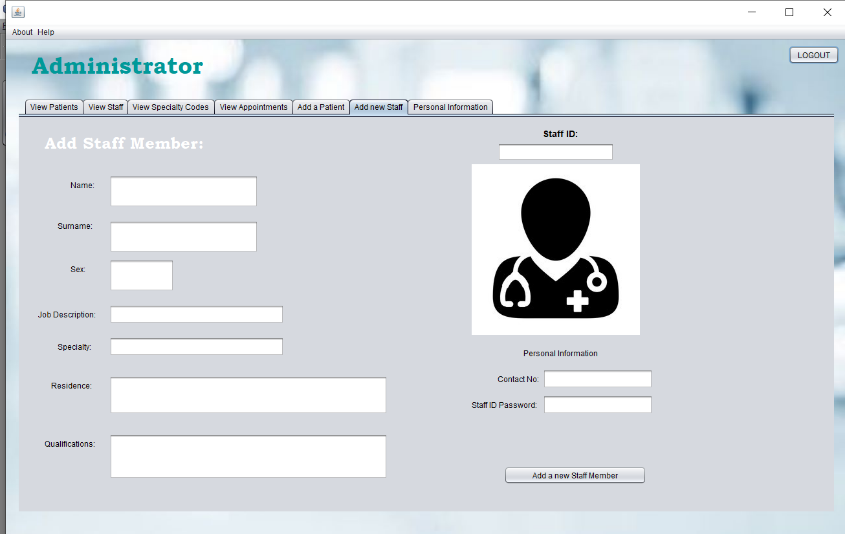 About Help
Administrator
LOGOUT
View Patients View Staff View Specialty Codes View Appointments Add a Patient Add new Staff Personal Information
Add Staff Member:
Staff ID:
Name:
Surname:
Sex:
Job Description:
Specialty:
Residence:
Qualifications:
Personal Information
Contact No:
Staff ID Password:
Add a new Staff Member